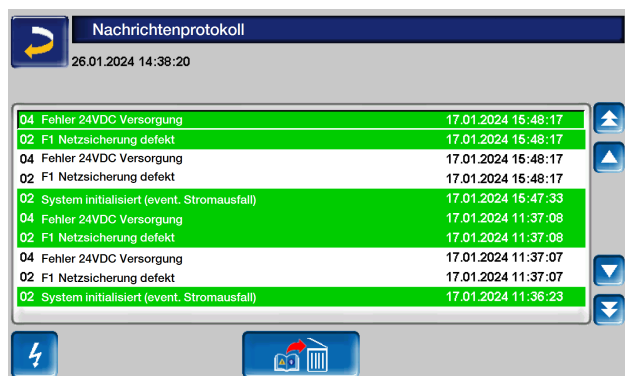 Nachrichtenprotokoll
26.01.2024 14:38:20
04 Fehler 24VDC Versorgung 17.01.2024 15:48:17
02 F1 Netzsicherung defekt 17.01.2024 15:48:17
04 Fehler 24VDC Versorgung 17.01.2024 15:48:17
02 F1 Netzsicherung defekt 17.01.2024 15:48:17
02 System initialisiert (event. Stromausfall) 17.01.2024 15:47:33
04 Fehler 24VDC Versorgung 17.01.2024 11:37:08
02 F1 Netzsicherung defekt 17.01.2024 11:37:08
04 Fehler 24VDC Versorgung 17.01.2024 11:37:07
02 F1 Netzsicherung defekt 17.01.2024 11:37:07
02 System initialisiert (event. Stromausfall) 17.01.2024 11:36:23